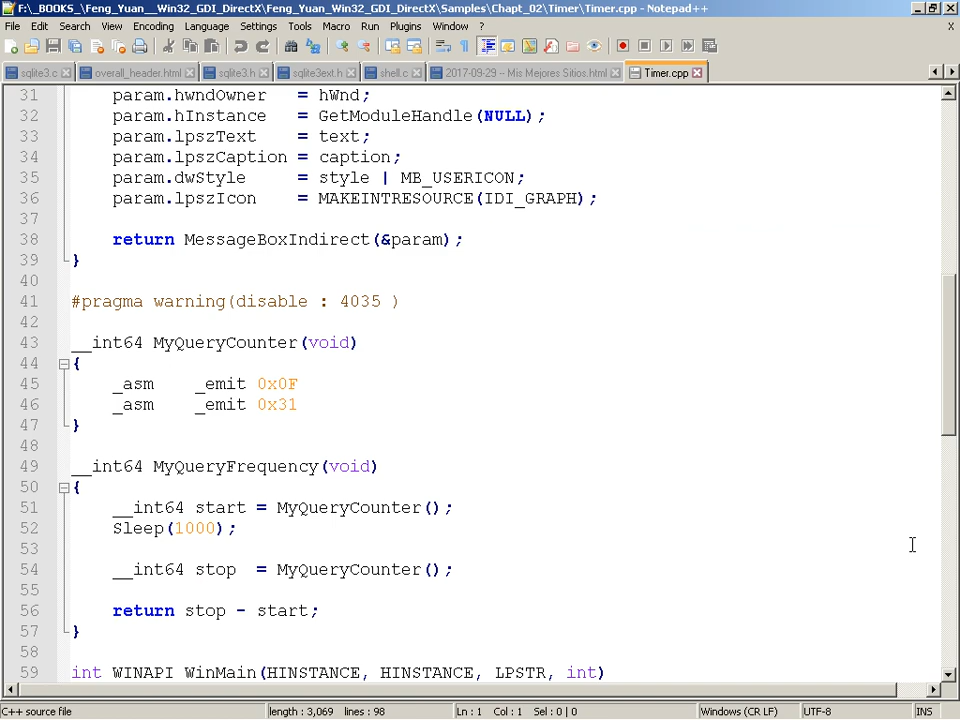 F:\_BOOKS_\Feng_Yuan__Win32_GDI_DirectX\Feng_Yuan_Win32_GDI_DirectX\Samples\Chapt_02\Timer\Timer.cpp - Notepad++
File Edit Search View Encoding Language Settings Tools Macro Run Plugins Window ? X
sqlite3.c overall_header.html sqlite3.h sqlite3ext.h shell.c 2017-09-29 – Mis Mejores Sitios.html Timer.cpp
31 param.hwndOwner = hWnd;
32 param.hInstance = GetModuleHandle(NULL);
33 param.lpszText = text;
34 param.lpszCaption = caption;
35 param.dwStyle = style | MB_USERICON;
36 param.lpszIcon = MAKEINTRESOURCE(IDI_GRAPH);
37
38 return MessageBoxIndirect(&param);
39 }
40
41 #pragma warning(disable : 4035 )
42
43 __int64 MyQueryCounter(void)
44 {
45 _asm _emit 0x0F
46 _asm _emit 0x31
47 }
48
49 __int64 MyQueryFrequency(void)
50 {
51 __int64 start = MyQueryCounter();
52 Sleep(1000);
53
54 __int64 stop = MyQueryCounter();
55
56 return stop - start;
57 }
58
59 int WINAPI WinMain(HINSTANCE, HINSTANCE, LPSTR, int)
C++ source file length : 3,069 lines : 98 Ln : 1 Col : 1 Sel : 0 | 0 Windows (CR LF) UTF-8 INS